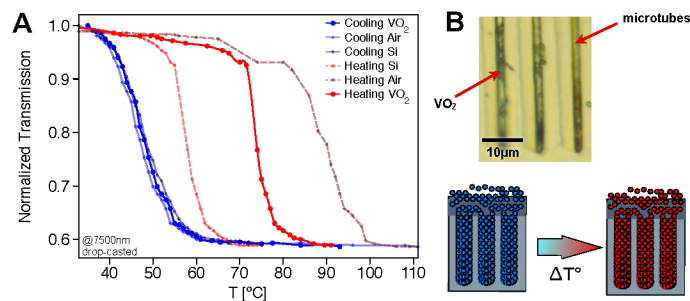 A
Normalized Transmission
1.0
0.9
0.8
0.7
0.6
Cooling VO₂
Cooling Air
Cooling Si
Heating Si
Heating Air
Heating VO₂
@7500nm
drop-casted
40 50 60 70 80 90 100 110
T [ºC]
B
microtubes
VO₂
10µm
ΔTº